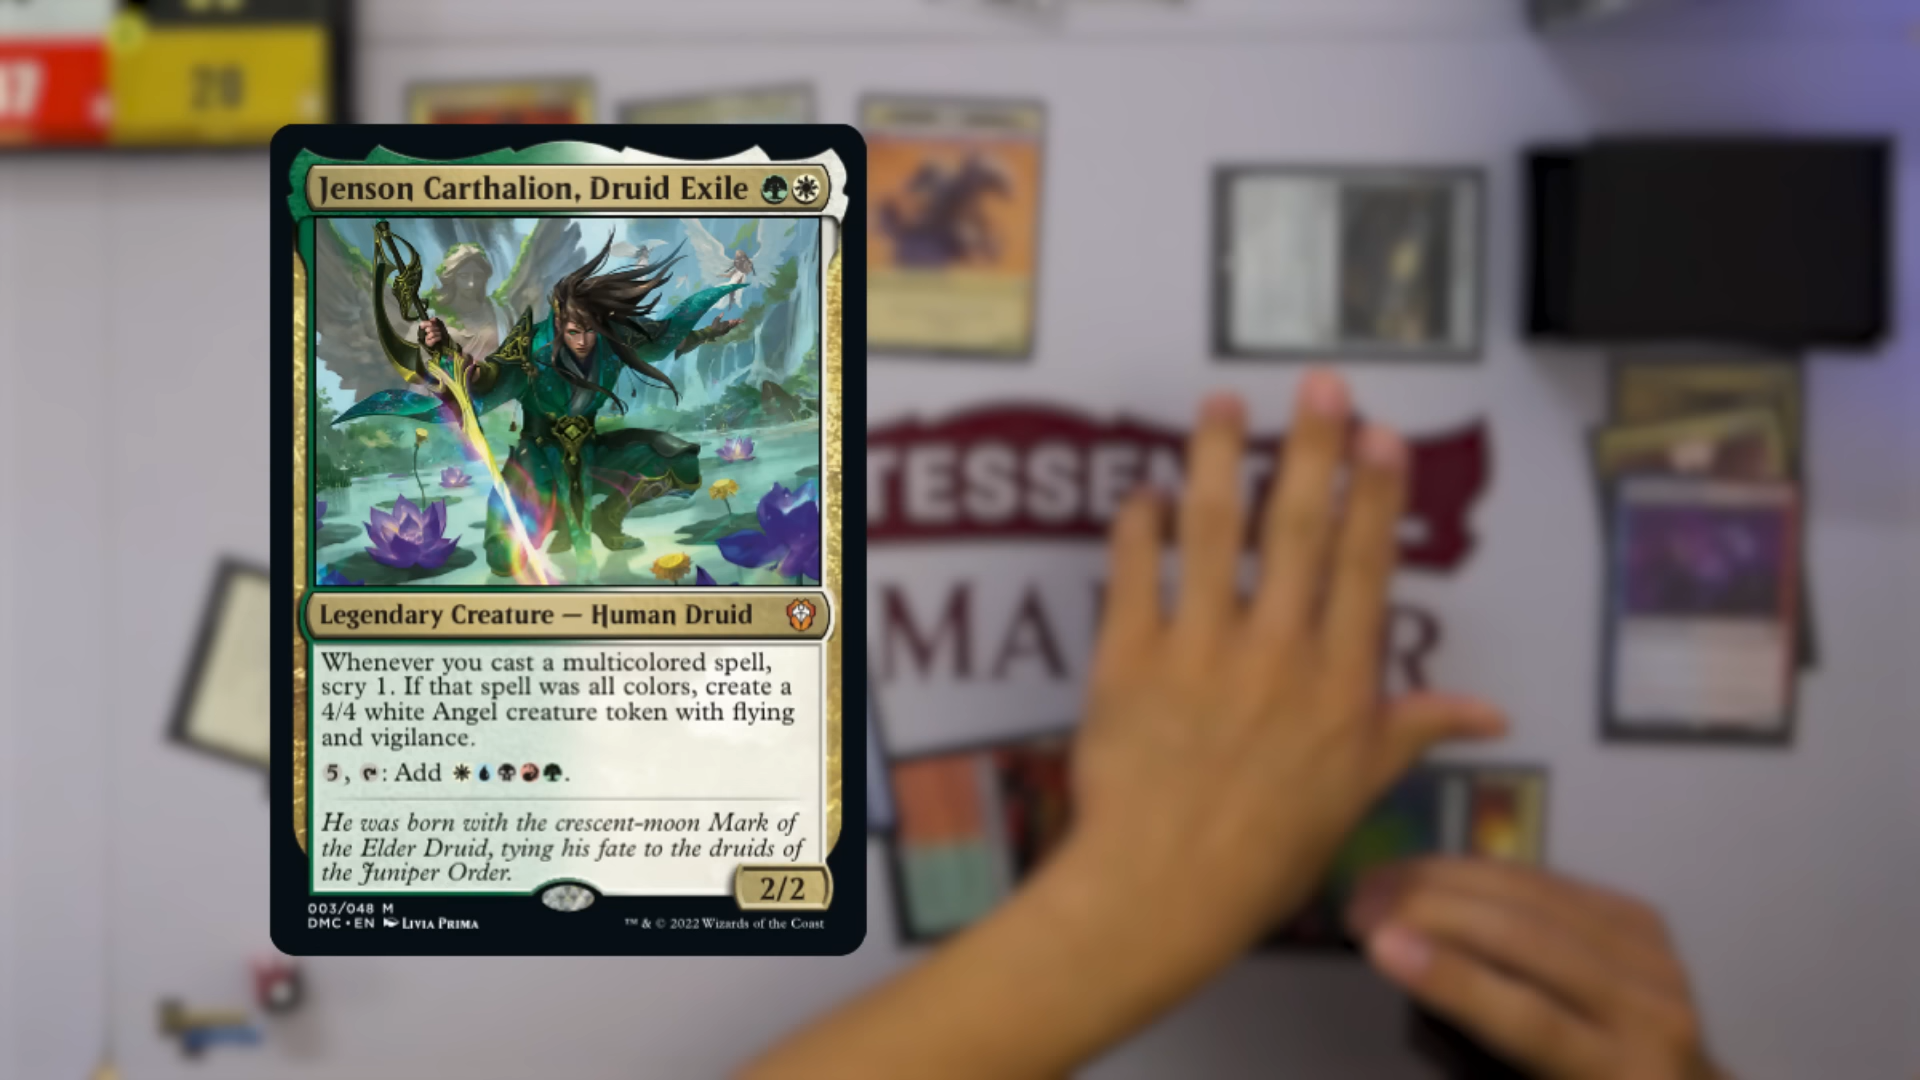 20
Jenson Carthalion, Druid Exile
TESSENT
MA R
Legendary Creature — Human Druid
Whenever you cast a multicolored spell,
scry 1. If that spell was all colors, create a
4/4 white Angel creature token with flying
and vigilance.
5, : Add .
He was born with the crescent-moon Mark of
the Elder Druid, tying his fate to the druids of
the Juniper Order.
2/2
003/048 M
DMC • EN LIVIA PRIMA
™ & © 2022 Wizards of the Coast